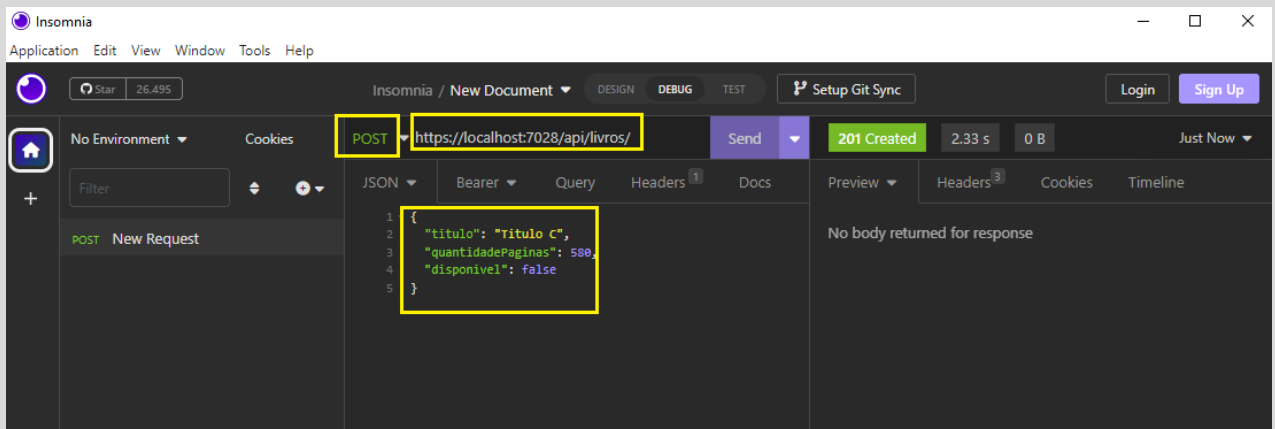 Insomnia
Application Edit View Window Tools Help
Star 26.495 Insomnia / New Document DESIGN DEBUG TEST Setup Git Sync Login Sign Up
No Environment Cookies POST https://localhost:7028/api/livros/ Send 201 Created 2.33 s 0 B Just Now
Filter JSON Bearer Query Headers 1 Docs Preview Headers 3 Cookies Timeline
POST New Request
1 {
2 "titulo": "Titulo C",
3 "quantidadePaginas": 580,
4 "disponivel": false
5 }
No body returned for response